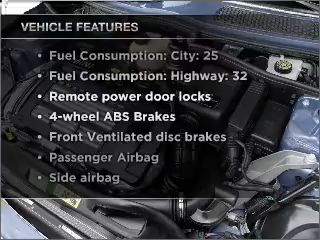 VEHICLE FEATURES
• Fuel Consumption: City: 25
• Fuel Consumption: Highway: 32
• Remote power door locks
• 4-wheel ABS Brakes
• Front Ventilated disc brakes
• Passenger Airbag
• Side airbag